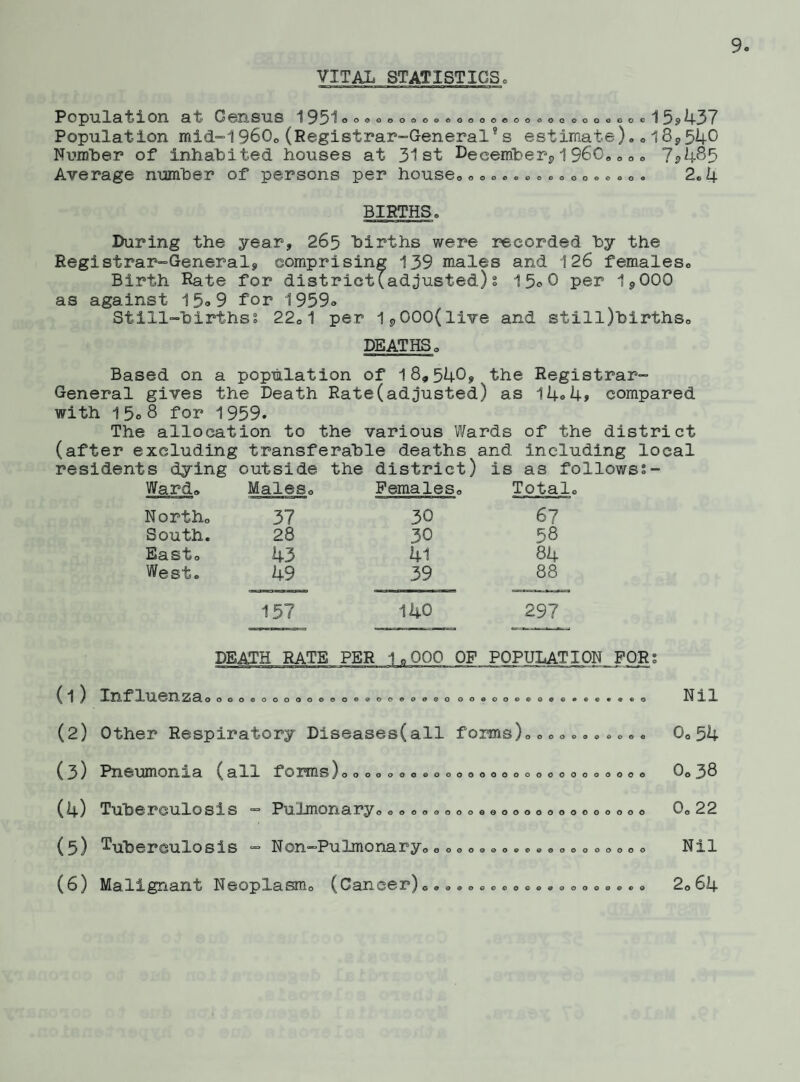 9.
VITAL STATISTICS.
Population at Census 1951....................................15,437
Population mid-1960.(Registrar-General's estimate)..18,540
Number of inhabited houses at 31st December,1960.... 7,485
Average number of persons per house................. 2.4
BIRTHS.
During the year, 265 births were recorded by the
Registrar-General, comprising 139 males and 126 females.
Birth Rate for district(adjusted): 15.0 per 1,000
as against 15.9 for 1959.
Still-births: 22.1 per 1,000(live and still)births.
DEATHS.
Based on a population of 18,540, the Registrar-
General gives the Death Rate(adjusted) as 14.4, compared
with 15.8 for 1959.
The allocation to the various Wards of the district
(after excluding transferable deaths and including local
residents dying outside the district) is as follows:-
Ward. Males. Females. Total.
North. 37 30 67
South. 28 30 58
East. 43 41 84
West. 49 39 88
157 140 297
DEATH RATE PER 1,000 OF POPULATION FOR:
(1) Influenza........................................... Nil
(2) Other Respiratory Diseases(all forms)........... 0.54
(3) Pneumonia (all forms)............................ 0.38
(4) Tuberculosis - Pulmonary......................... 0.22
(5) Tuberculosis - Non-Pulmonary..................... Nil
(6) Malignant Neoplasm. (Cancer)..................... 2.64